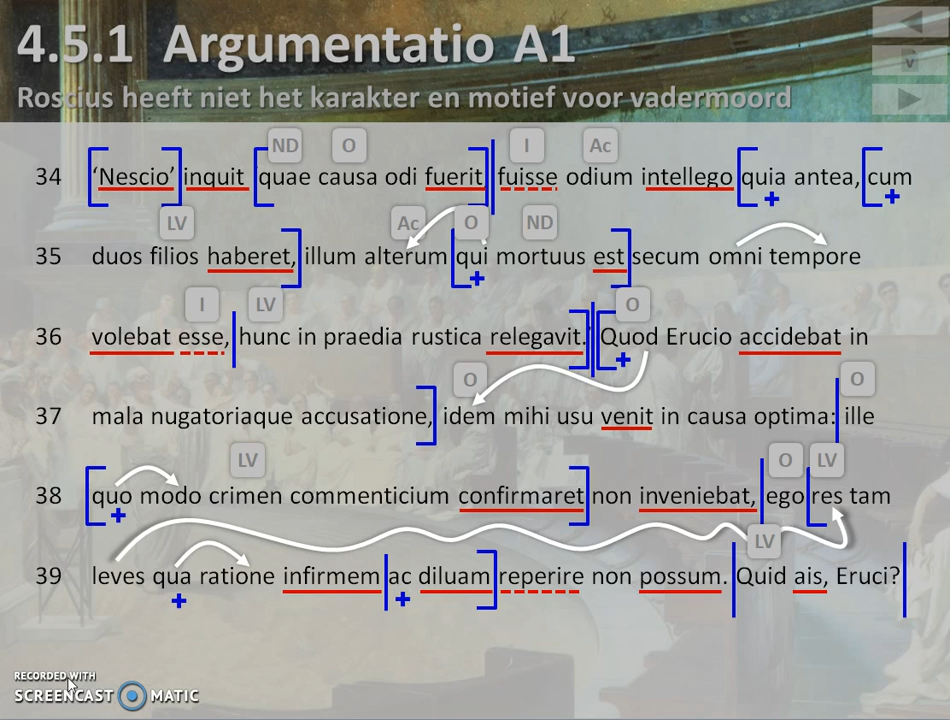 4.5.1 Argumentatio A1
v
Roscius heeft niet het karakter en motief voor vadermoord
ND O I Ac
34 ‘Nescio’ inquit quae causa odi fuerit, fuisse odium intellego quia antea, cum
+ +
LV Ac O ND
35 duos filios haberet, illum alterum qui mortuus est secum omni tempore
+
I LV O
36 volebat esse, hunc in praedia rustica relegavit.’ Quod Erucio accidebat in
+
O O
37 mala nugatoriaque accusatione, idem mihi usu venit in causa optima: ille
LV O LV
38 quo modo crimen commenticium confirmaret non inveniebat, ego res tam
+
LV
39 leves qua ratione infirmem ac diluam reperire non possum. Quid ais, Eruci?
+ +
RECORDED WITH
SCREENCAST MATIC